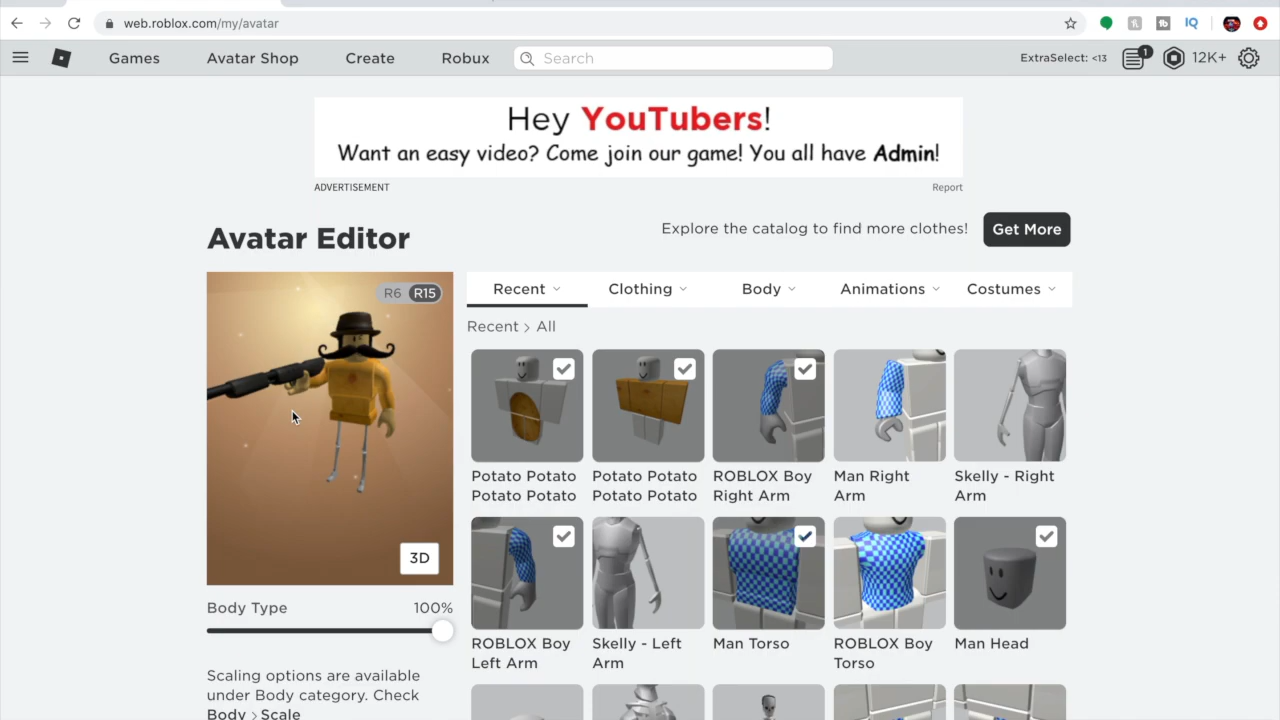 web.roblox.com/my/avatar
IQ
Games
Avatar Shop
Create
Robux
Search
ExtraSelect: <13
1
12K+
Hey YouTubers!
Want an easy video? Come join our game! You all have Admin!
ADVERTISEMENT
Report
Avatar Editor
Explore the catalog to find more clothes!
Get More
R6 R15
3D
Body Type 100%
Scaling options are available
under Body category. Check
Body > Scale
Recent
Clothing
Body
Animations
Costumes
Recent > All
Potato Potato
Potato Potato
Potato Potato
Potato Potato
ROBLOX Boy
Right Arm
Man Right
Arm
Skelly - Right
Arm
ROBLOX Boy
Left Arm
Skelly - Left
Arm
Man Torso
ROBLOX Boy
Torso
Man Head